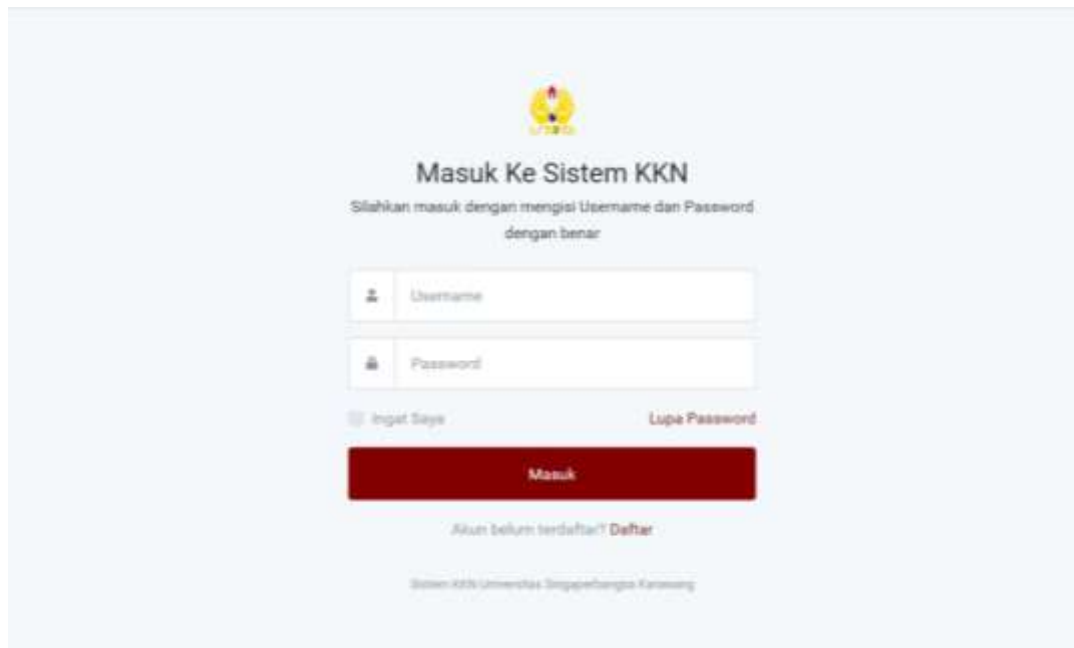 Masuk Ke Sistem KKN
Silahkan masuk dengan mengisi Username dan Password
dengan benar
Username
Password
Ingat Saya
Lupa Password
Masuk
Akun belum terdaftar? Daftar
Sistem KKN Universitas Singaperbangsa Karawang